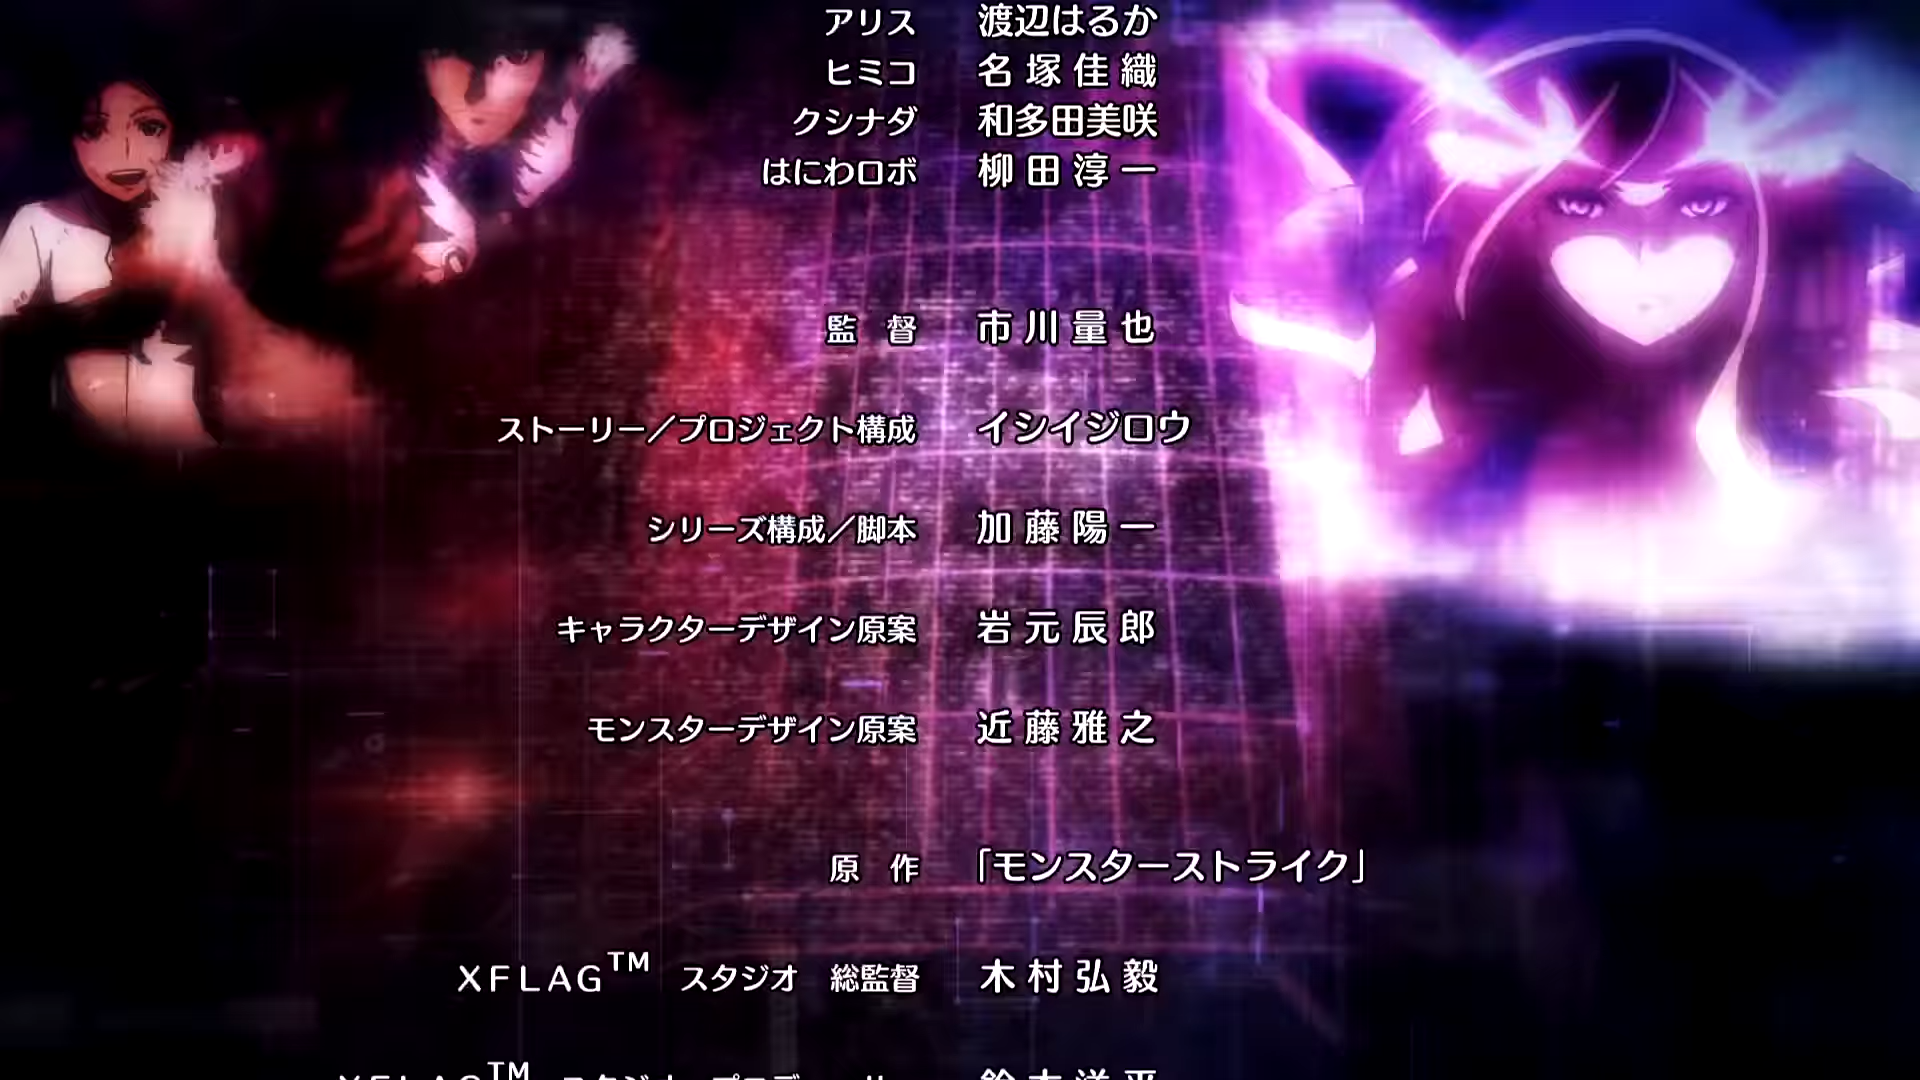 アリス 渡辺はるか
ヒミコ 名塚佳織
クシナダ 和多田美咲
はにわロボ 柳田淳一
監督 市川量也
ストーリー／プロジェクト構成 イシイジロウ
シリーズ構成／脚本 加藤陽一
キャラクターデザイン原案 岩元辰郎
モンスターデザイン原案 近藤雅之
原作 「モンスターストライク」
XFLAG™ スタジオ 総監督 木村弘毅
XFLAG™ スタジオ